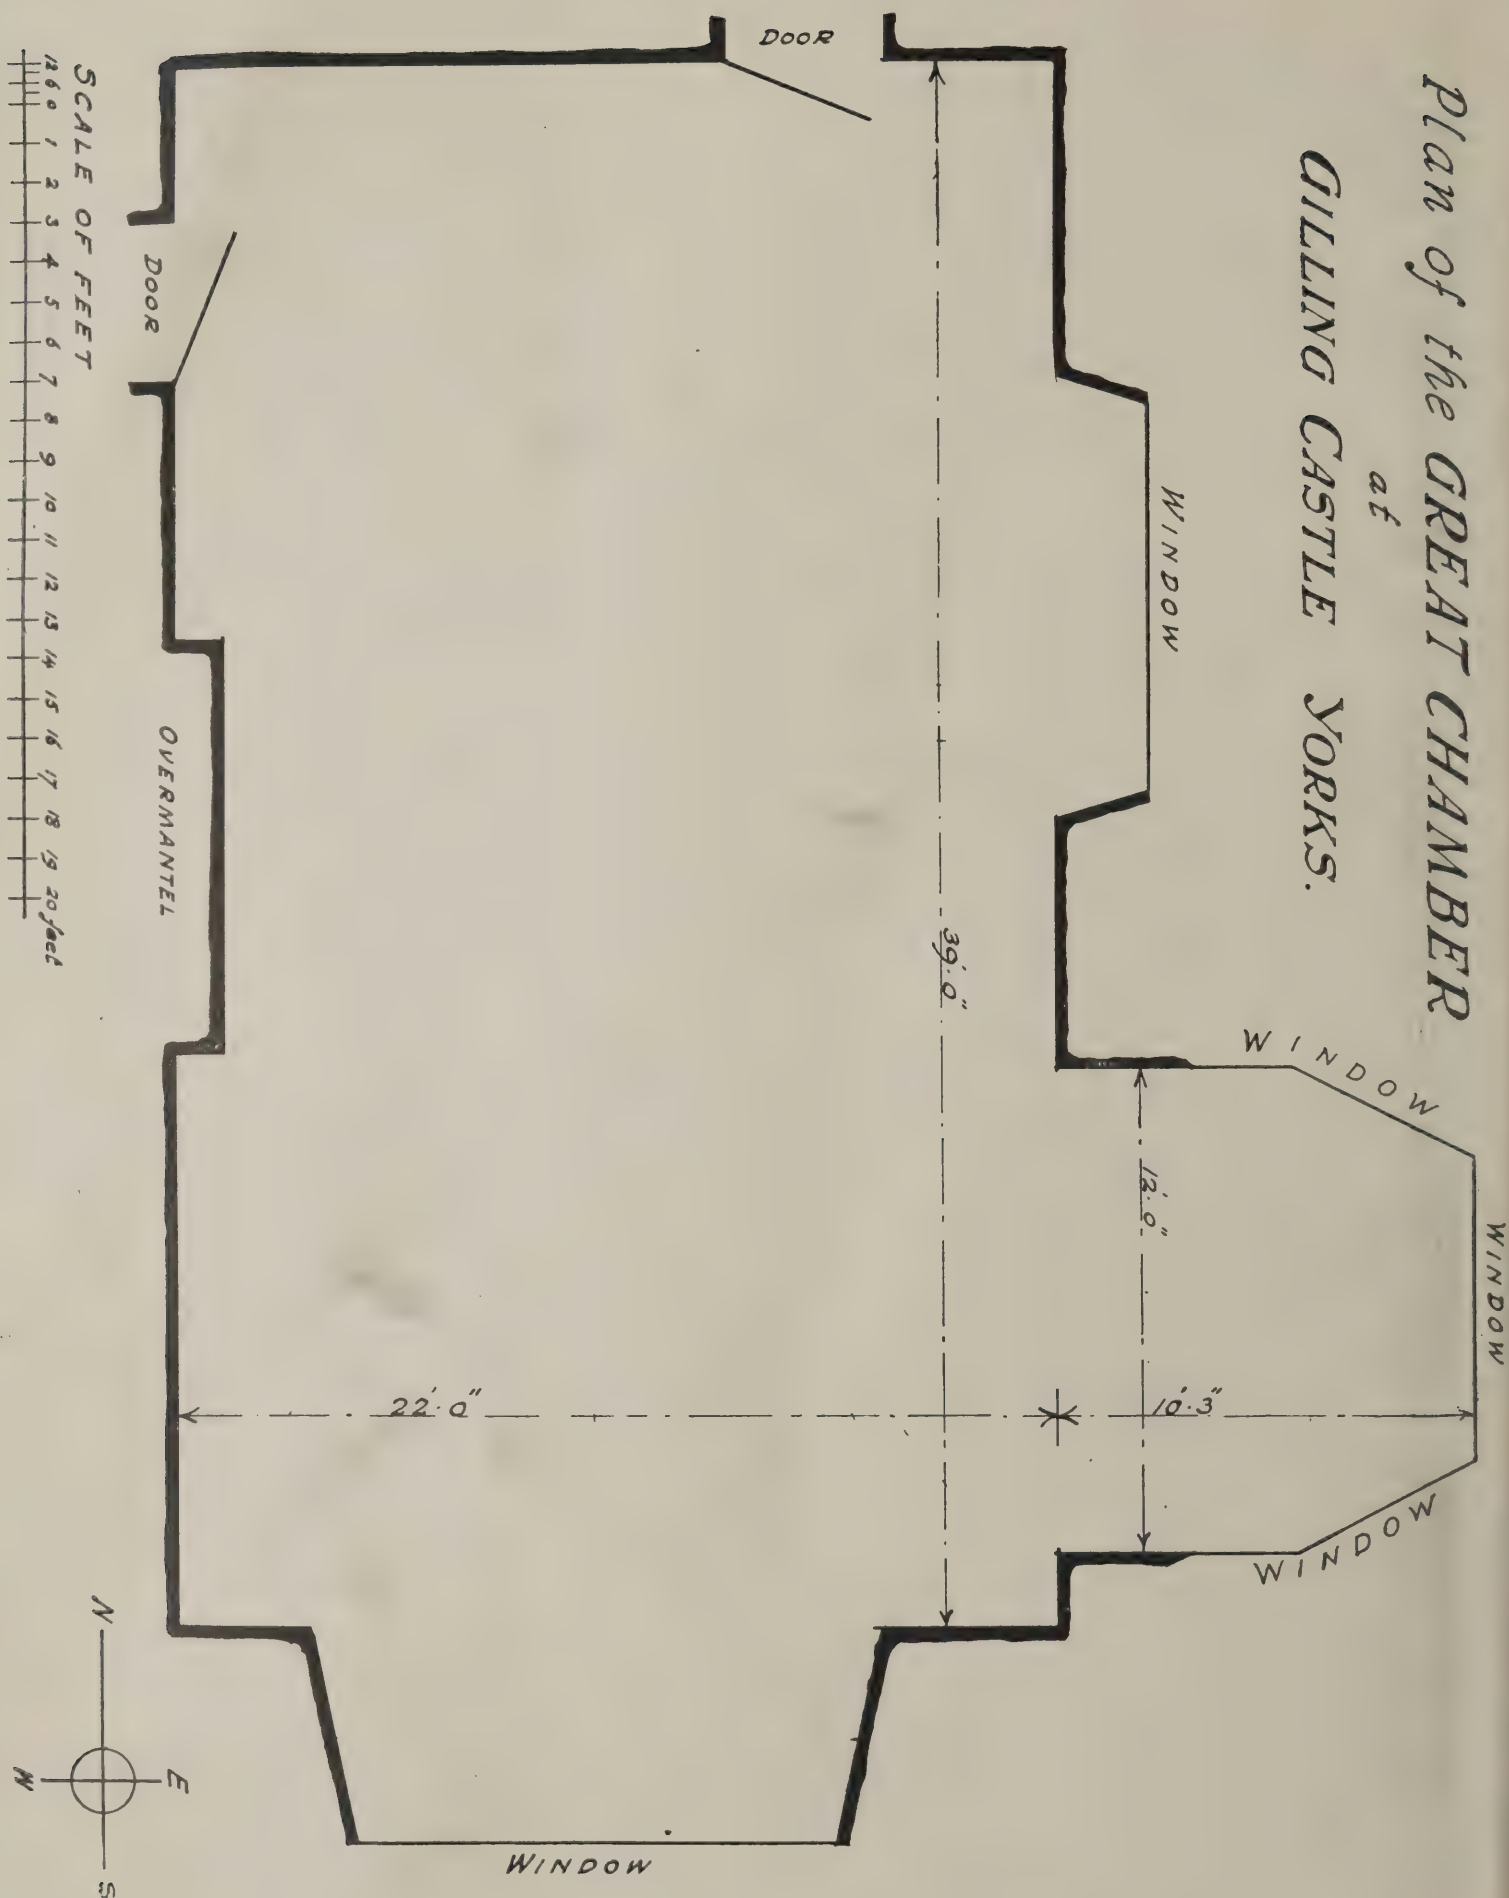 Plan of the GREAT CHAMBER
at
GILLING CASTLE YORKS.
WINDOW
WINDOW
WINDOW
WINDOW
WINDOW
DOOR
DOOR
OVERMANTEL
39'.0"
12'.0"
22'.0"
10'.3"
N
E
W
S
SCALE OF FEET
12 6 0 1 2 3 4 5 6 7 8 9 10 11 12 13 14 15 16 17 18 19 20 feet